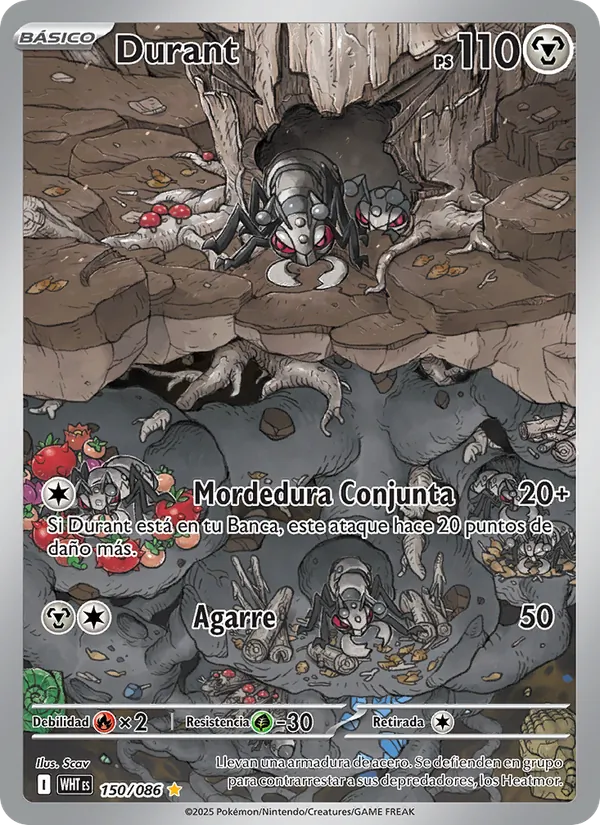 BÁSICO Durant PS 110
Mordedura Conjunta 20+
Si Durant está en tu Banca, este ataque hace 20 puntos de
daño más.
Agarre 50
Debilidad ×2 Resistencia -30 Retirada
Ilus. Scav
Llevan una armadura de acero. Se defienden en grupo
para contrarrestar a sus depredadores, los Heatmor.
I WHT ES 150/086
©2025 Pokémon/Nintendo/Creatures/GAME FREAK